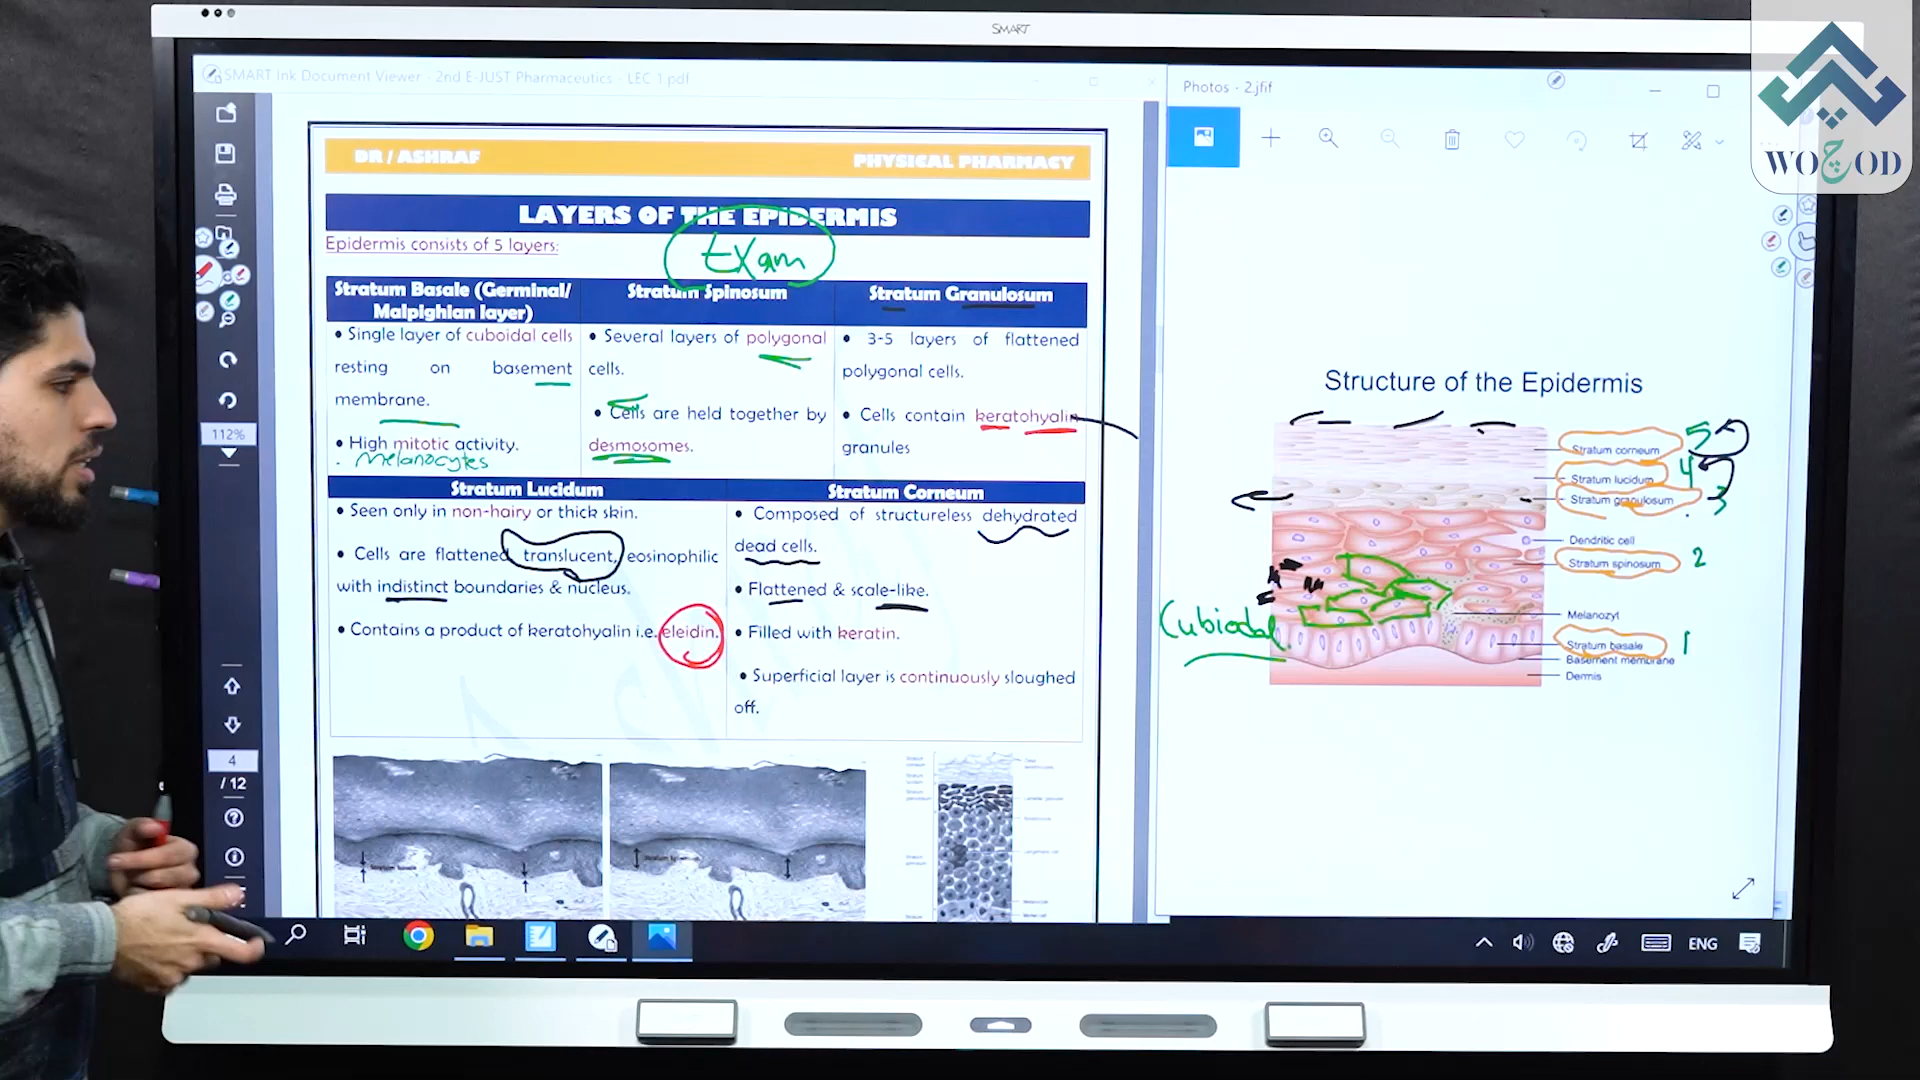 SMART
SMART Ink Document Viewer - 2nd E-JUST Pharmaceutics - LEC 1.pdf
DR / ASHRAF
PHYSICAL PHARMACY
LAYERS OF THE EPIDERMIS
Epidermis consists of 5 layers:
Exam
Stratum Basale (Germinal/
Malpighian layer)
• Single layer of cuboidal cells
resting on basement
membrane.
• High mitotic activity.
. Melanocytes
Stratum Spinosum
• Several layers of polygonal
cells.
• Cells are held together by
desmosomes.
Stratum Granulosum
• 3-5 layers of flattened
polygonal cells.
• Cells contain keratohyalin
granules
Stratum Lucidum
• Seen only in non-hairy or thick skin.
• Cells are flattened, translucent, eosinophilic
with indistinct boundaries & nucleus.
• Contains a product of keratohyalin i.e. eleidin.
Stratum Corneum
• Composed of structureless dehydrated
dead cells.
• Flattened & scale-like.
• Filled with keratin.
• Superficial layer is continuously sloughed
off.
Stratum basale
112%
4
/ 12
Photos - 2.jfif
Structure of the Epidermis
Stratum corneum 5
Stratum lucidum 4
Stratum granulosum 3
Dendritic cell
Stratum spinosum 2
Melanozyt
Stratum basale 1
Basement membrane
Dermis
Cubiodal
ENG
WOجOD